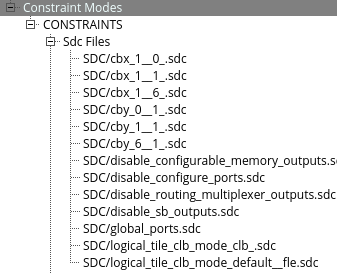 Constraint Modes
CONSTRAINTS
Sdc Files
SDC/cbx_1__0_.sdc
SDC/cbx_1__1_.sdc
SDC/cbx_1__6_.sdc
SDC/cby_0__1_.sdc
SDC/cby_1__1_.sdc
SDC/cby_6__1_.sdc
SDC/disable_configurable_memory_outputs.s
SDC/disable_configure_ports.sdc
SDC/disable_routing_multiplexer_outputs.sdc
SDC/disable_sb_outputs.sdc
SDC/global_ports.sdc
SDC/logical_tile_clb_mode_clb_.sdc
SDC/logical_tile_clb_mode_default__fle.sdc